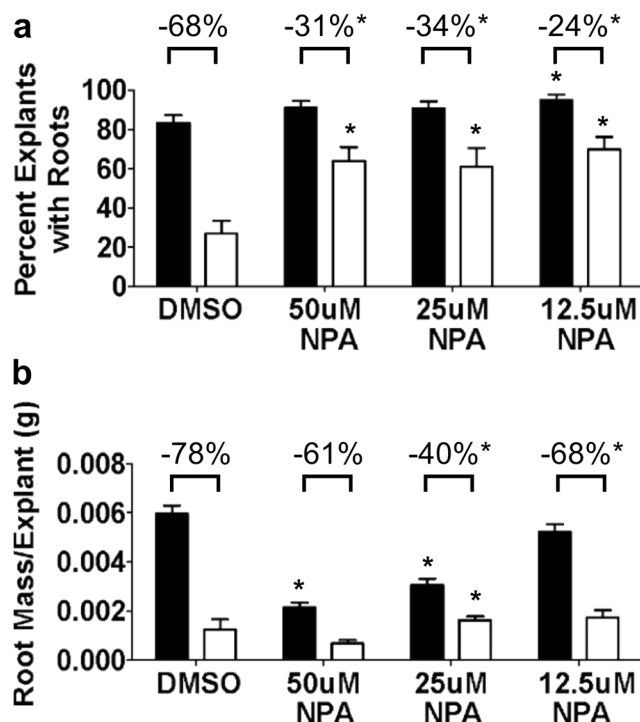 a
-68% -31%* -34%* -24%*
Percent Explants
with Roots
100
80
60
40
20
0
* * * *
DMSO 50uM 25uM 12.5uM
NPA NPA NPA
b
-78% -61% -40%* -68%*
Root Mass/Explant (g)
0.008
0.006
0.004
0.002
0.000
* * *
DMSO 50uM 25uM 12.5uM
NPA NPA NPA